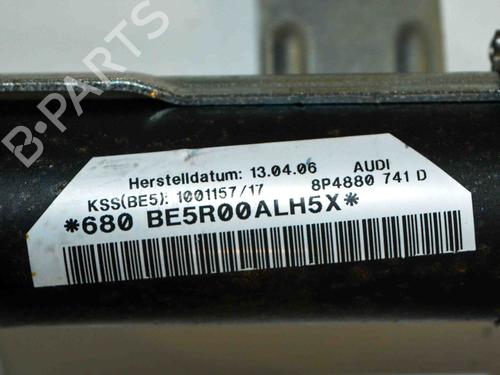 B-PARTS
Herstelldatum: 13.04.06 AUDI
KSS(BE5): 1001157/17 8P4880 741 D
*680 BE5R00ALH5X*